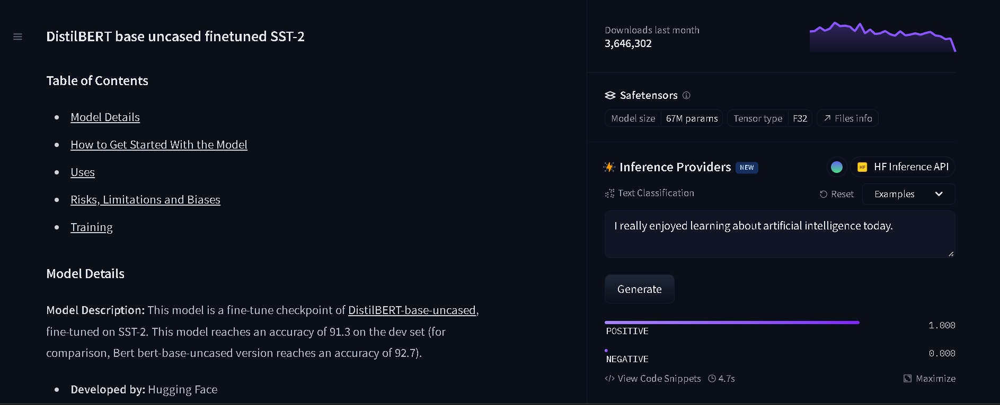 DistilBERT base uncased finetuned SST-2
Table of Contents
Model Details
How to Get Started With the Model
Uses
Risks, Limitations and Biases
Training
Model Details
Model Description: This model is a fine-tune checkpoint of DistilBERT-base-uncased,
fine-tuned on SST-2. This model reaches an accuracy of 91.3 on the dev set (for
comparison, Bert bert-base-uncased version reaches an accuracy of 92.7).
Developed by: Hugging Face
Downloads last month
3,646,302
Safetensors
Model size 67M params Tensor type F32 Files info
Inference Providers NEW HF HF Inference API
Text Classification Reset Examples
I really enjoyed learning about artificial intelligence today.
Generate
POSITIVE 1.000
NEGATIVE 0.000
</> View Code Snippets 4.7s Maximize